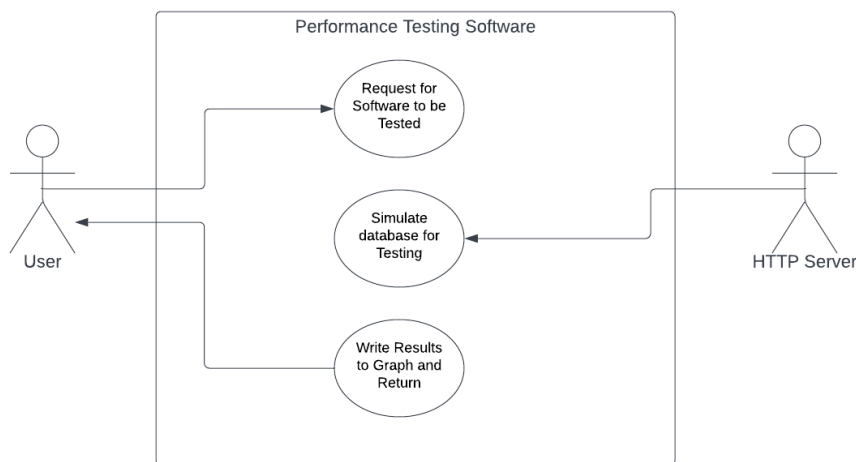 Performance Testing Software
Request for
Software to be
Tested
Simulate
database for
Testing
User
HTTP Server
Write Results
to Graph and
Return